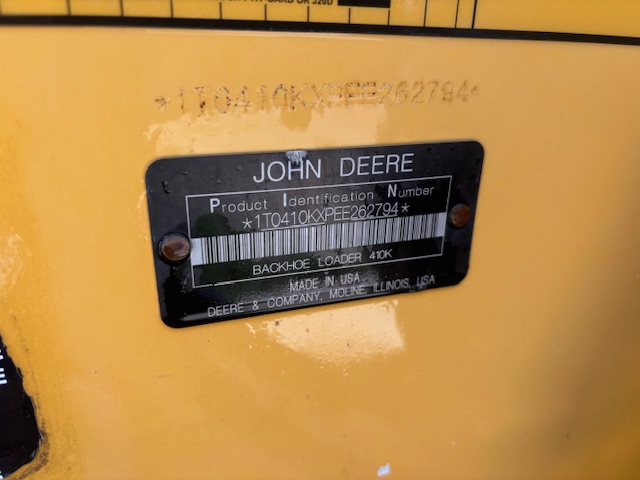 *1T0410KXPEE262794*
JOHN DEERE
Product Identification Number
*1T0410KXPEE262794*
BACKHOE LOADER 410K
MADE IN USA
DEERE & COMPANY, MOLINE, ILLINOIS, USA
E